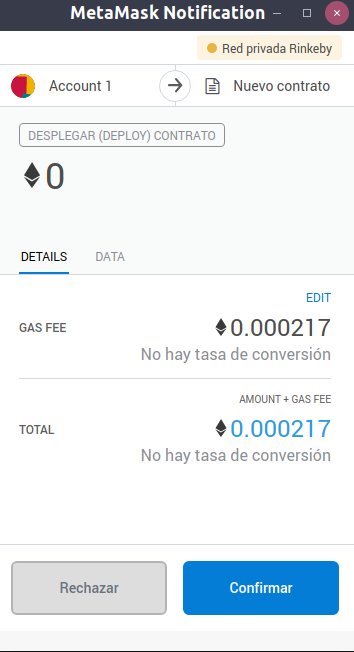 MetaMask Notification
Red privada Rinkeby
Account 1
Nuevo contrato
DESPLEGAR (DEPLOY) CONTRATO
0
DETAILS DATA
EDIT
GAS FEE 0.000217
No hay tasa de conversión
AMOUNT + GAS FEE
TOTAL 0.000217
No hay tasa de conversión
Rechazar Confirmar